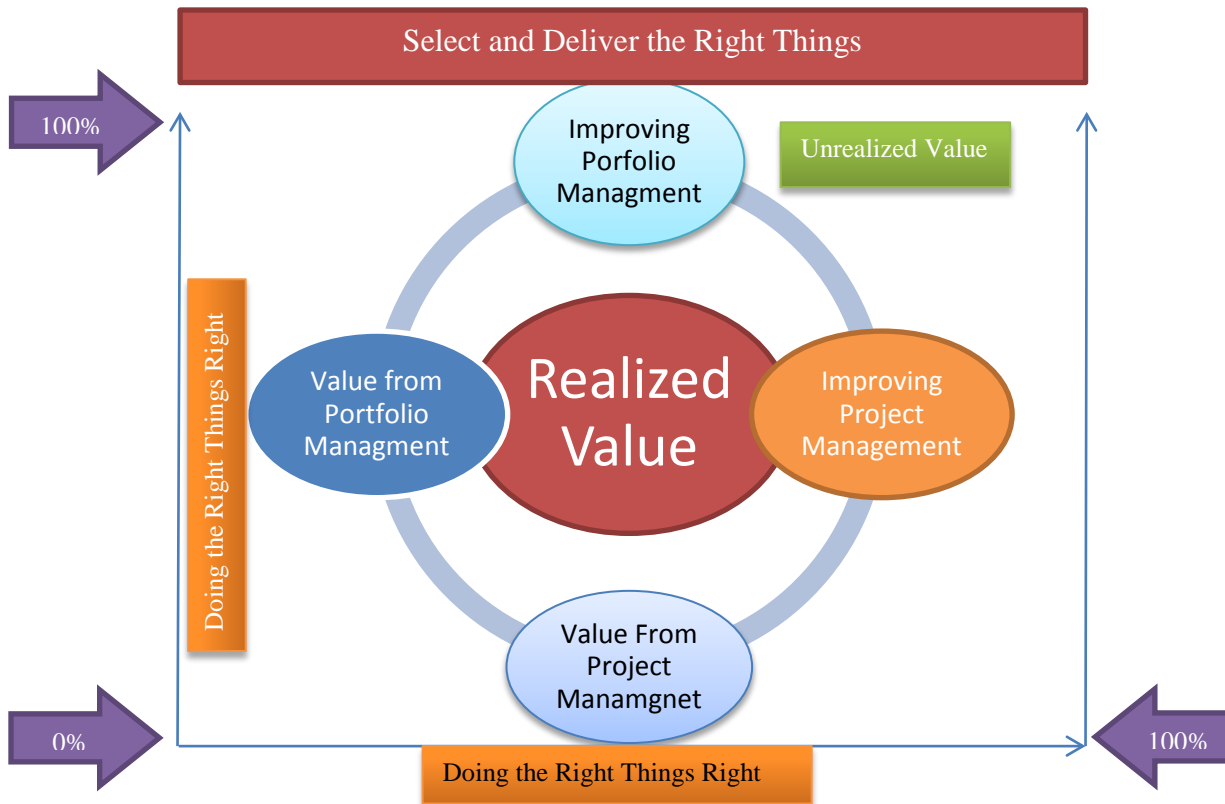 Select and Deliver the Right Things
100%
Improving
Porfolio
Managment
Unrealized Value
Doing the Right Things Right
Value from
Portfolio
Managment
Realized
Value
Improving
Project
Management
Value From
Project
Manamgnet
0%
100%
Doing the Right Things Right